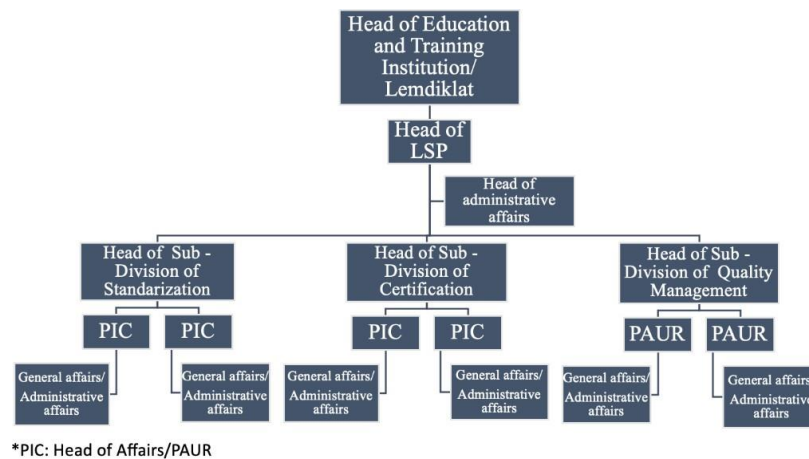 Head of Education
and Training
Institution/
Lemdiklat
Head of
LSP
Head of
administrative
affairs
Head of Sub -
Division of
Standarization
Head of Sub -
Division of
Certification
Head of Sub -
Division of Quality
Management
PIC
PIC
PIC
PIC
PAUR
PAUR
General affairs/
Administrative
affairs
General affairs/
Administrative
affairs
General affairs/
Administrative
affairs
General affairs/
Administrative
affairs
General affairs/
Administrative
affairs
General affairs/
Administrative
affairs
*PIC: Head of Affairs/PAUR